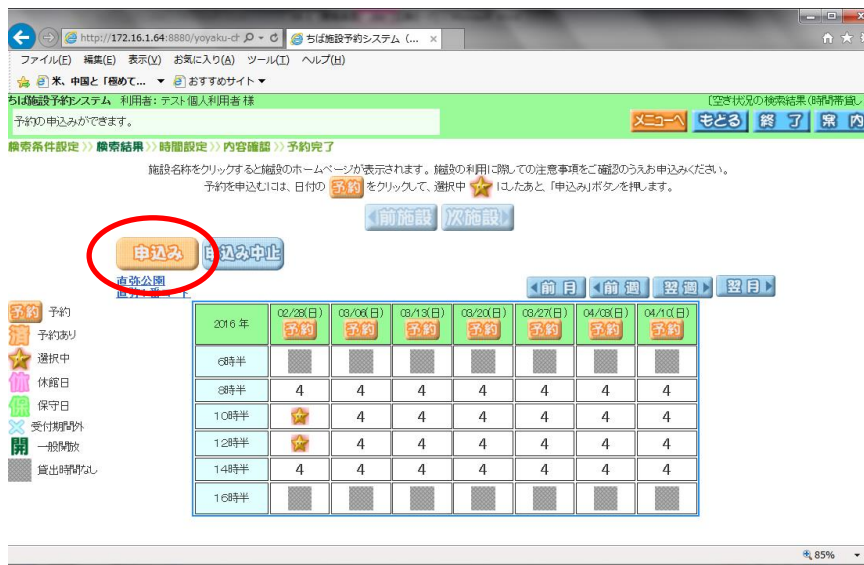 http://172.16.1.64:8880/yoyaku-ch
ちば施設予約システム (...
ファイル(F) 編集(E) 表示(V) お気に入り(A) ツール(T) ヘルプ(H)
米、中国と「極めて... おすすめサイト
ちば施設予約システム 利用者：テスト個人利用者 様 [空き状況の検索結果(時間帯貸し
予約の申込みができます。 メニューへ もどる 終了 案内
検索条件設定 >> 検索結果 >> 時間設定 >> 内容確認 >> 予約完了
施設名称をクリックすると施設のホームページが表示されます。施設の利用に際しての注意事項をご確認のうえお申込みください。
予約を申込むには、日付の 予約 をクリックして、選択中 にしたあと「申込み」ボタンを押します。
前施設 次施設
申込み 申込み中止
直弥公園
前月 前週 翌週 翌月
予約 予約
済 予約あり
選択中
休 休館日
保 保守日
受付期間外
開 一般開放
貸出時間なし
2016年 02/28(日) 03/06(日) 03/13(日) 03/20(日) 03/27(日) 04/03(日) 04/10(日)
予約 予約 予約 予約 予約 予約 予約
6時半
8時半 4 4 4 4 4 4 4
10時半 4 4 4 4 4 4
12時半 4 4 4 4 4 4
14時半 4 4 4 4 4 4 4
16時半
85%